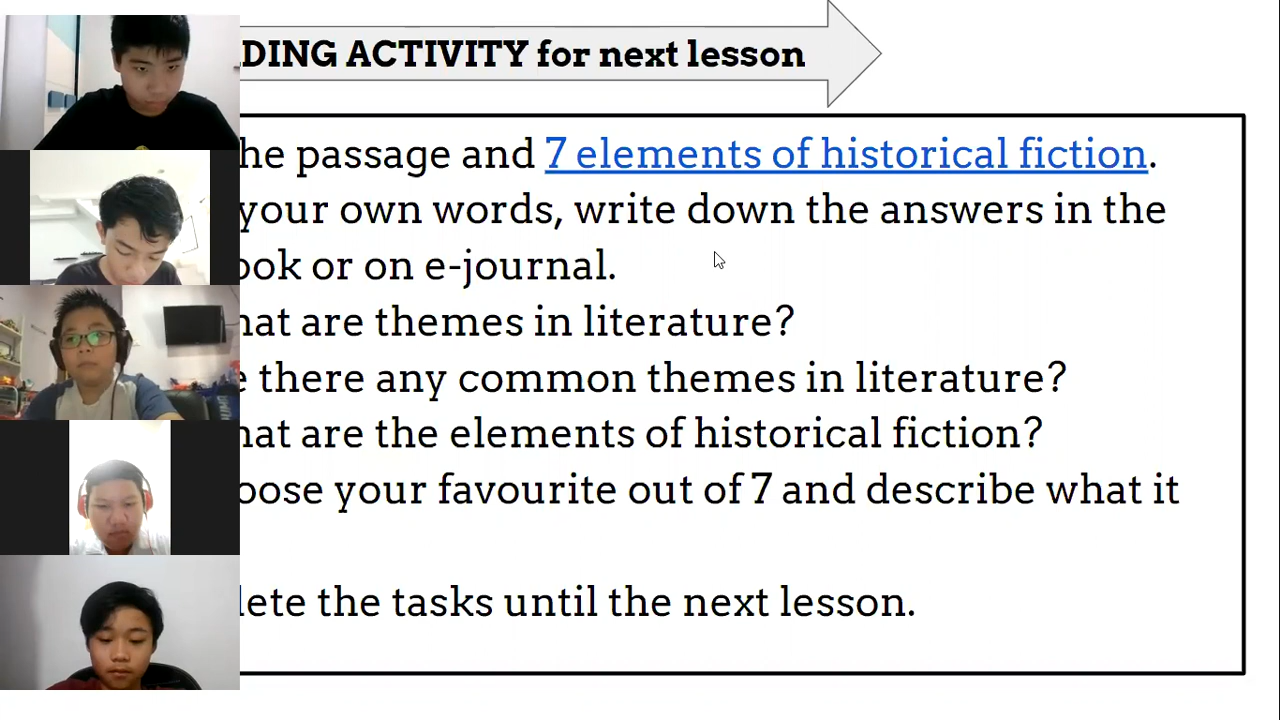 DING ACTIVITY for next lesson
he passage and 7 elements of historical fiction.
your own words, write down the answers in the
ook or on e-journal.
hat are themes in literature?
e there any common themes in literature?
hat are the elements of historical fiction?
oose your favourite out of 7 and describe what it
lete the tasks until the next lesson.